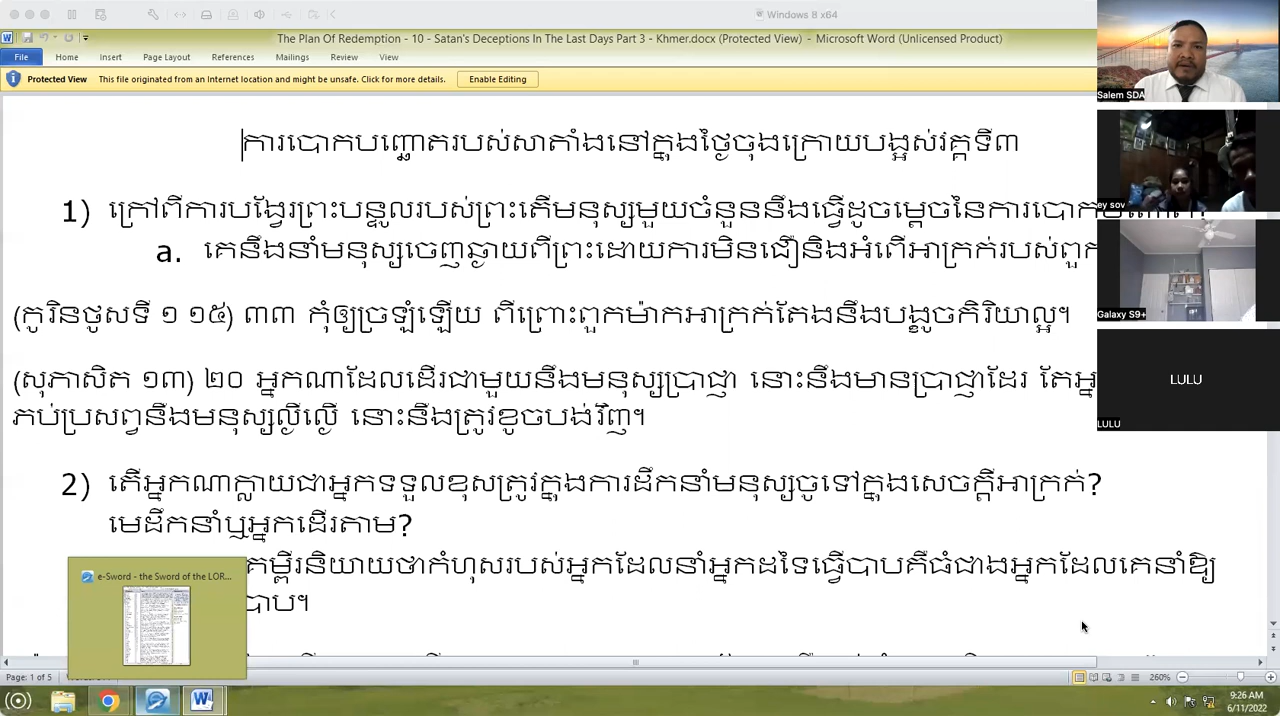 Windows 8 x64
The Plan Of Redemption - 10 - Satan's Deceptions In The Last Days Part 3 - Khmer.docx (Protected View) - Microsoft Word (Unlicensed Product)
File Home Insert Page Layout References Mailings Review View
Protected View This file originated from an Internet location and might be unsafe. Click for more details. Enable Editing
Salem SDA
ey sov
Galaxy S9+
LULU
LULU
ការបោកបញ្ឆោតរបស់សាតាំងនៅក្នុងថ្ងៃចុងក្រោយបង្អស់វគ្គទី៣
1) ក្រៅពីការបង្វែរព្រះបន្ទូលរបស់ព្រះតើមនុស្សមួយចំនួននឹងធ្វើដូចម្តេចនៃការបោក
a. គេនឹងនាំមនុស្សចេញឆ្ងាយពីព្រះដោយការមិនជឿនិងអំពើអាក្រក់របស់ពួក
(កូរិនថូសទី ១ ១៥) ៣៣ កុំឲ្យច្រឡំឡើយ ពីព្រោះពួកម៉ាកអាក្រក់តែងនឹងបង្ខូចកិរិយាល្អ។
(សុភាសិត ១៣) ២០ អ្នកណាដែលដើរជាមួយនឹងមនុស្សប្រាជ្ញា នោះនឹងមានប្រាជ្ញាដែរ តែអ្ន
ភប់ប្រសព្វនឹងមនុស្សល្ងីល្ងើ នោះនឹងត្រូវខូចបង់វិញ។
2) តើអ្នកណាក្លាយជាអ្នកទទួលខុសត្រូវក្នុងការដឹកនាំមនុស្សចូទៅក្នុងសេចក្តីអាក្រក់?
មេដឹកនាំឬអ្នកដើរតាម?
គម្ពីរនិយាយថាកំហុសរបស់អ្នកដែលនាំអ្នកដទៃធ្វើបាបគឺធំជាងអ្នកដែលគេនាំឱ្យ
បាប។
e-Sword - the Sword of the LOR...
Page: 1 of 5
260%
9:26 AM
6/11/2022